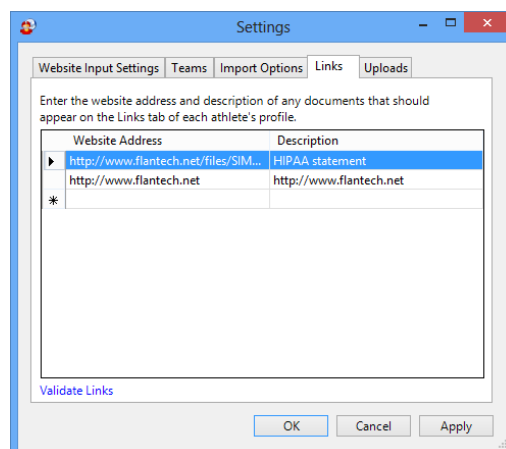 Settings
Website Input Settings Teams Import Options Links Uploads
Enter the website address and description of any documents that should
appear on the Links tab of each athlete's profile.
Website Address Description
http://www.flantech.net/files/SIM... HIPAA statement
http://www.flantech.net http://www.flantech.net
Validate Links
OK Cancel Apply